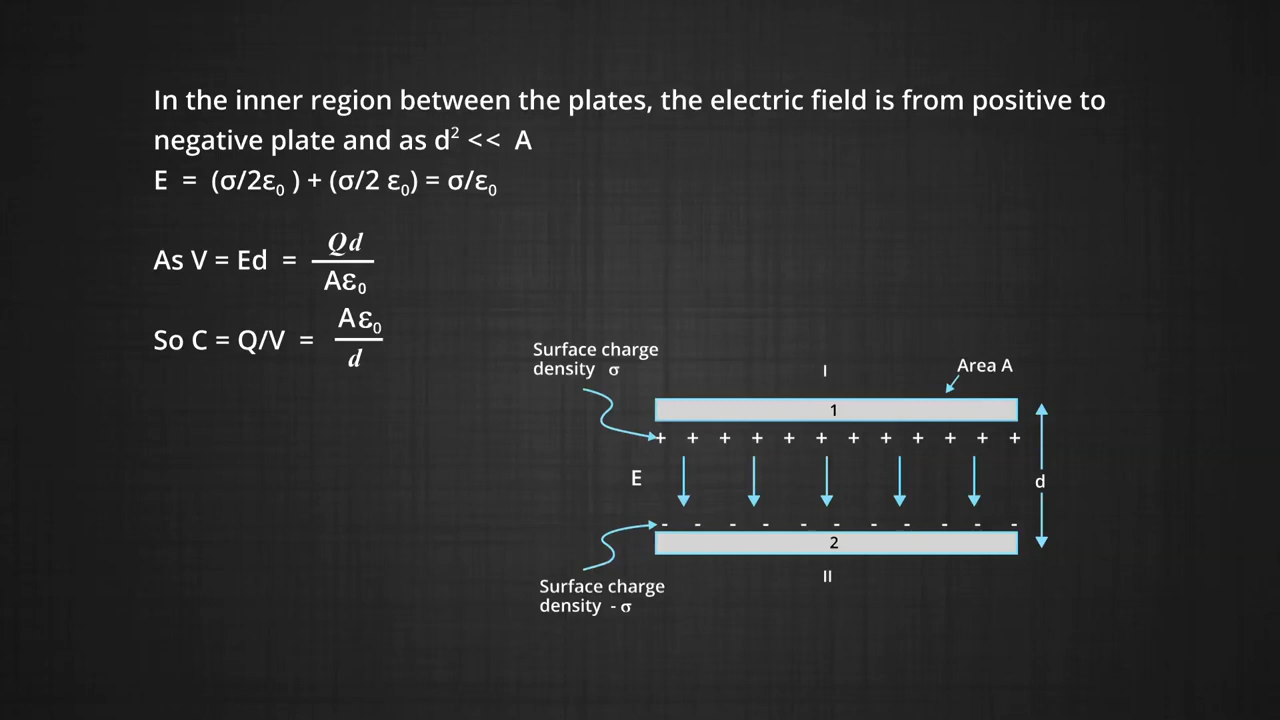 In the inner region between the plates, the electric field is from positive to
negative plate and as d² << A
E = (σ/2ε₀ ) + (σ/2 ε₀) = σ/ε₀
As V = Ed = Qd / Aε₀
So C = Q/V = Aε₀ / d
Surface charge
density σ
I
Area A
1
+ + + + + + + + + + + +
E
d
- - - - - - - - - - -
2
II
Surface charge
density - σ